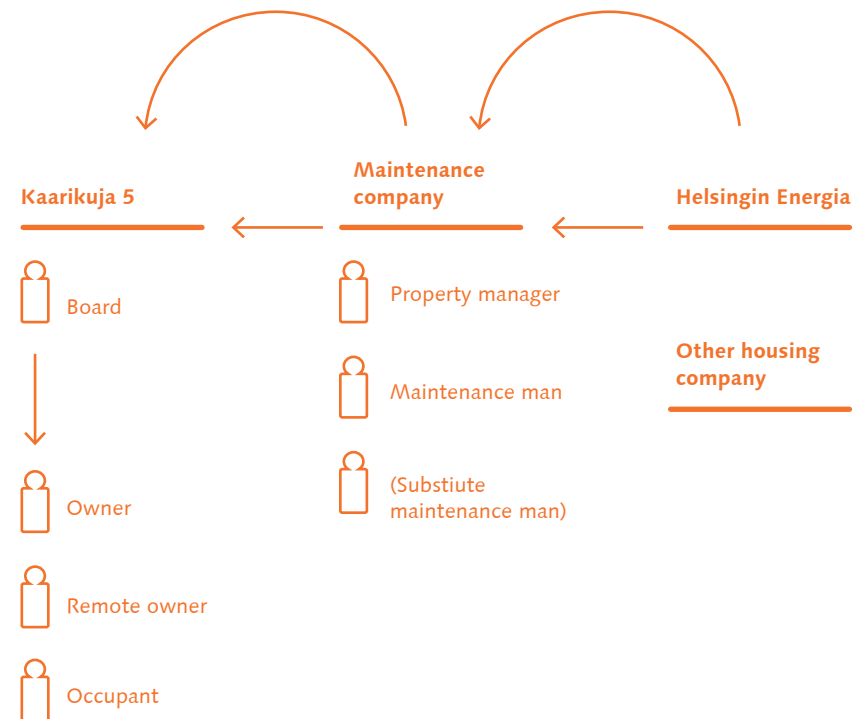 Kaarikuja 5
Board
Owner
Remote owner
Occupant
Maintenance
company
Property manager
Maintenance man
(Substiute
maintenance man)
Helsingin Energia
Other housing
company